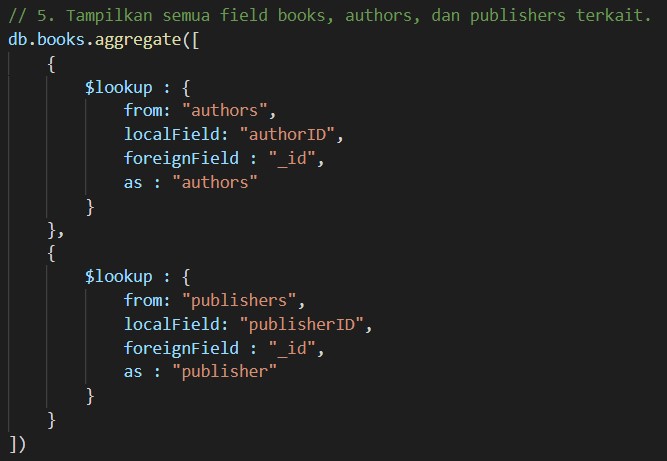 // 5. Tampilkan semua field books, authors, dan publishers terkait.
db.books.aggregate([
    {
        $lookup : {
            from: "authors",
            localField: "authorID",
            foreignField : "_id",
            as : "authors"
        }
    },
    {
        $lookup : {
            from: "publishers",
            localField: "publisherID",
            foreignField : "_id",
            as : "publisher"
        }
    }
])